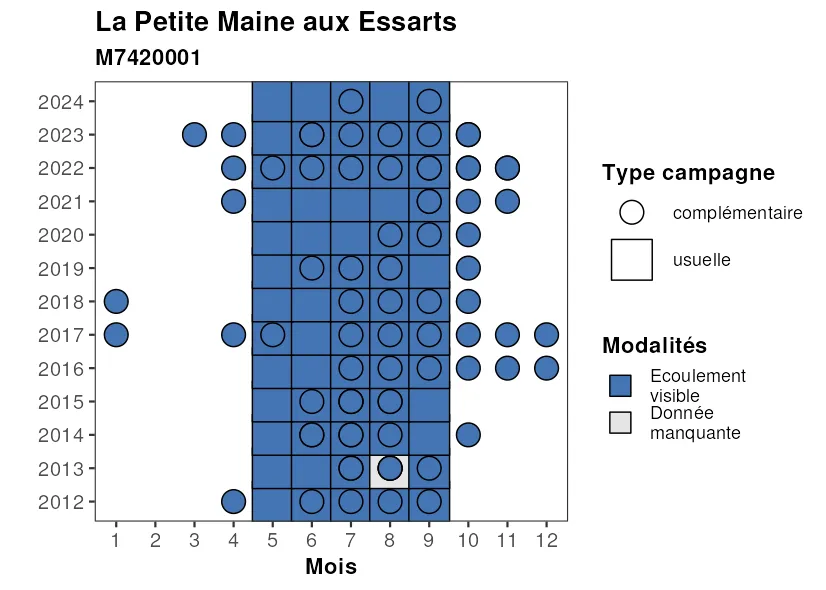 La Petite Maine aux Essarts
M7420001
2024
2023
2022
2021
2020
2019
2018
2017
2016
2015
2014
2013
2012
1 2 3 4 5 6 7 8 9 10 11 12
Mois
Type campagne
complémentaire
usuelle
Modalités
Ecoulement
visible
Donnée
manquante